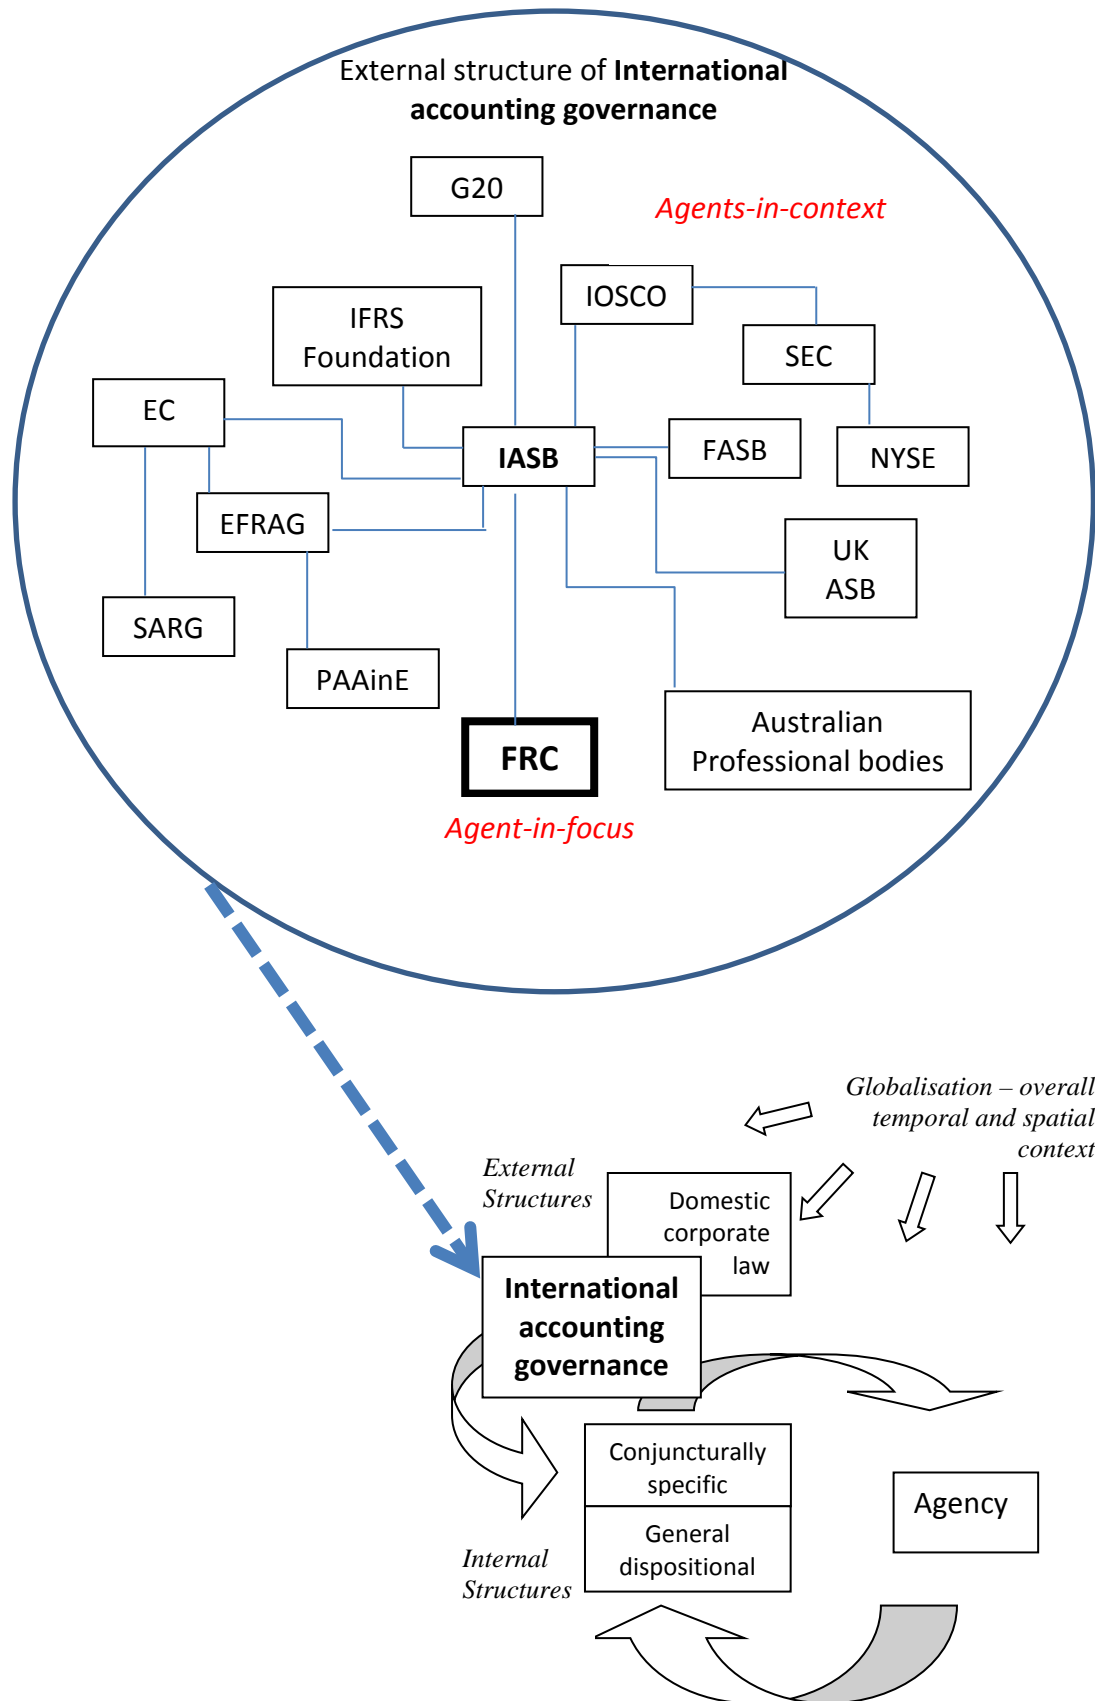 External structure of International
accounting governance
G20
Agents-in-context
IOSCO
IFRS
Foundation
SEC
EC
IASB
FASB
NYSE
EFRAG
UK
ASB
SARG
PAAinE
Australian
Professional bodies
FRC
Agent-in-focus
Globalisation – overall
temporal and spatial
context
External
Structures
Domestic
corporate
law
International
accounting
governance
Conjuncturally
specific
Agency
General
dispositional
Internal
Structures